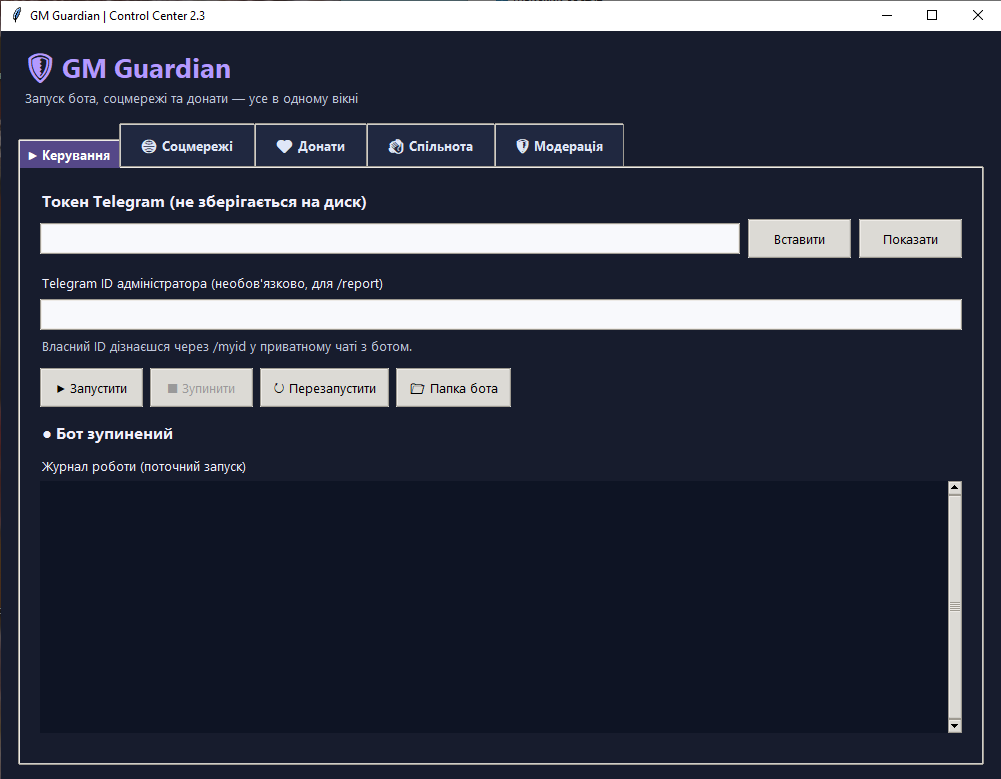 GM Guardian | Control Center 2.3
GM Guardian
Запуск бота, соцмережі та донати — усе в одному вікні
▶ Керування
Соцмережі
Донати
Спільнота
Модерація
Токен Telegram (не зберігається на диск)
Вставити
Показати
Telegram ID адміністратора (необов'язково, для /report)
Власний ID дізнаєшся через /myid у приватному чаті з ботом.
▶ Запустити
■ Зупинити
↻ Перезапустити
Папка бота
● Бот зупинений
Журнал роботи (поточний запуск)